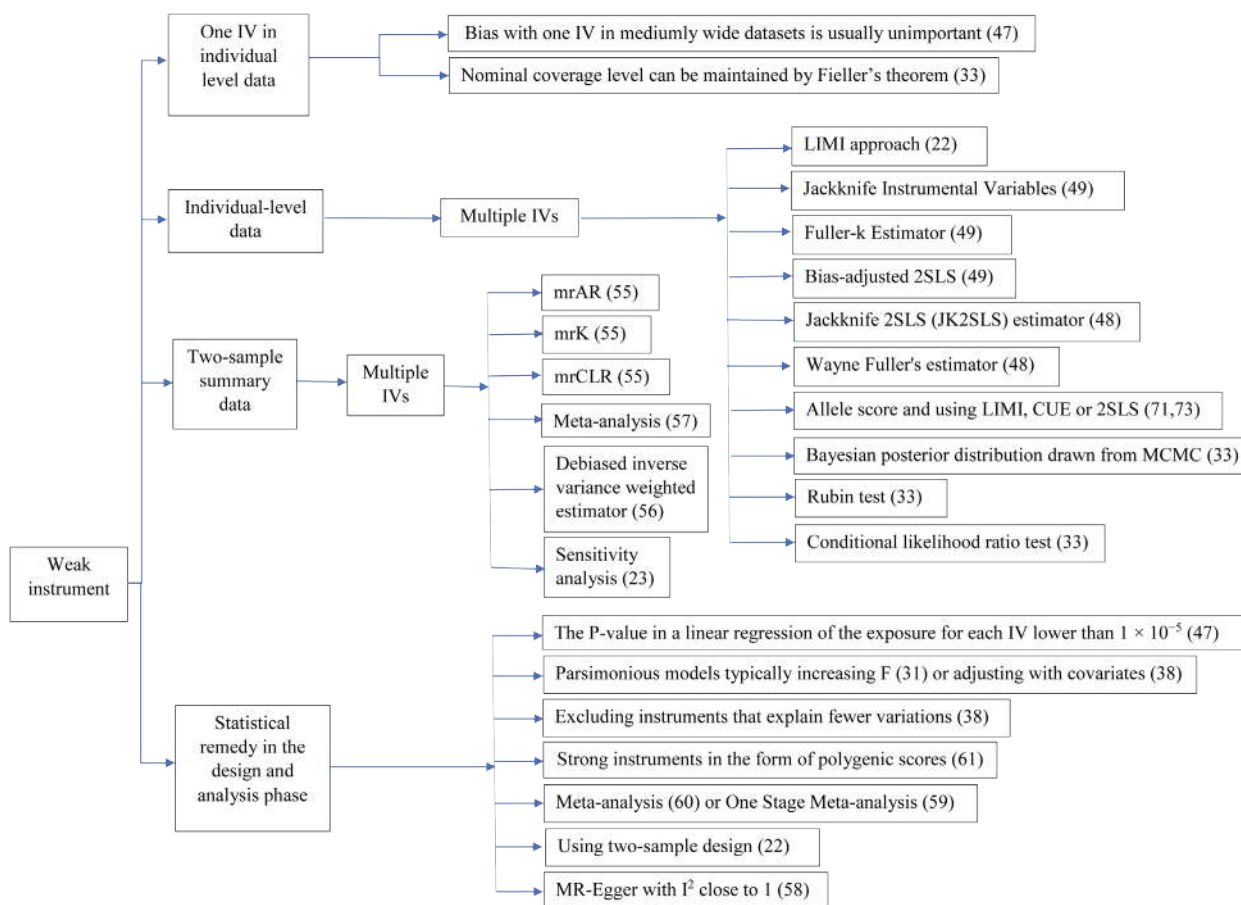 Weak
instrument
One IV in
individual
level data
Bias with one IV in mediumly wide datasets is usually unimportant (47)
Nominal coverage level can be maintained by Fieller's theorem (33)
Individual-level
data
Multiple IVs
LIMI approach (22)
Jackknife Instrumental Variables (49)
Fuller-k Estimator (49)
Bias-adjusted 2SLS (49)
Jackknife 2SLS (JK2SLS) estimator (48)
Wayne Fuller's estimator (48)
Allele score and using LIMI, CUE or 2SLS (71,73)
Bayesian posterior distribution drawn from MCMC (33)
Rubin test (33)
Conditional likelihood ratio test (33)
Two-sample
summary
data
Multiple
IVs
mrAR (55)
mrK (55)
mrCLR (55)
Meta-analysis (57)
Debiased inverse
variance weighted
estimator (56)
Sensitivity
analysis (23)
Statistical
remedy in the
design and
analysis phase
The P-value in a linear regression of the exposure for each IV lower than 1 × 10⁻⁵ (47)
Parsimonious models typically increasing F (31) or adjusting with covariates (38)
Excluding instruments that explain fewer variations (38)
Strong instruments in the form of polygenic scores (61)
Meta-analysis (60) or One Stage Meta-analysis (59)
Using two-sample design (22)
MR-Egger with I² close to 1 (58)